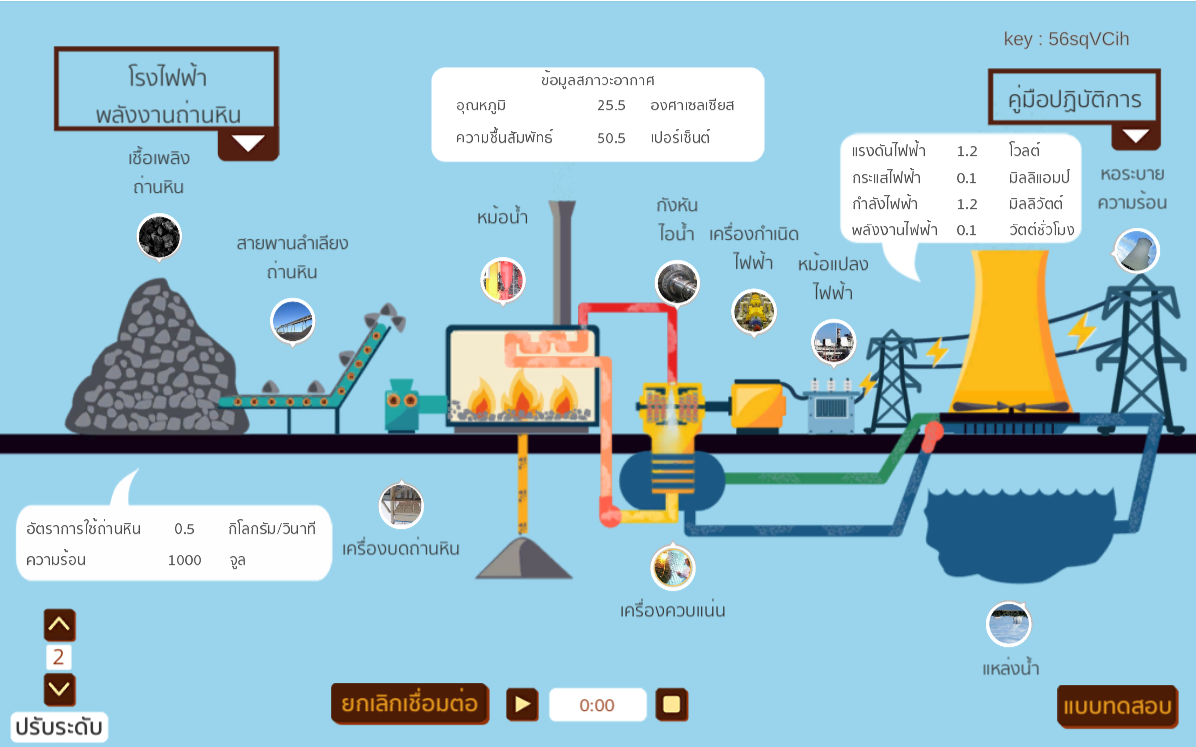 key : 56sqVCih
โรงไฟฟ้า
พลังงานถ่านหิน
ข้อมูลสภาวะอากาศ
อุณหภูมิ 25.5 องศาเซลเซียส
ความชื้นสัมพัทธ์ 50.5 เปอร์เซ็นต์
คู่มือปฏิบัติการ
แรงดันไฟฟ้า 1.2 โวลต์
กระแสไฟฟ้า 0.1 มิลลิแอมป์
กำลังไฟฟ้า 1.2 มิลลิวัตต์
พลังงานไฟฟ้า 0.1 วัตต์ชั่วโมง
เชื้อเพลิง
ถ่านหิน
สายพานลำเลียง
ถ่านหิน
หม้อน้ำ
กังหัน
ไอน้ำ
เครื่องกำเนิด
ไฟฟ้า
หม้อแปลง
ไฟฟ้า
หอระบาย
ความร้อน
อัตราการใช้ถ่านหิน 0.5 กิโลกรัม/วินาที
ความร้อน 1000 จูล
เครื่องบดถ่านหิน
เครื่องควบแน่น
แหล่งน้ำ
2
ปรับระดับ
ยกเลิกเชื่อมต่อ
0:00
แบบทดสอบ